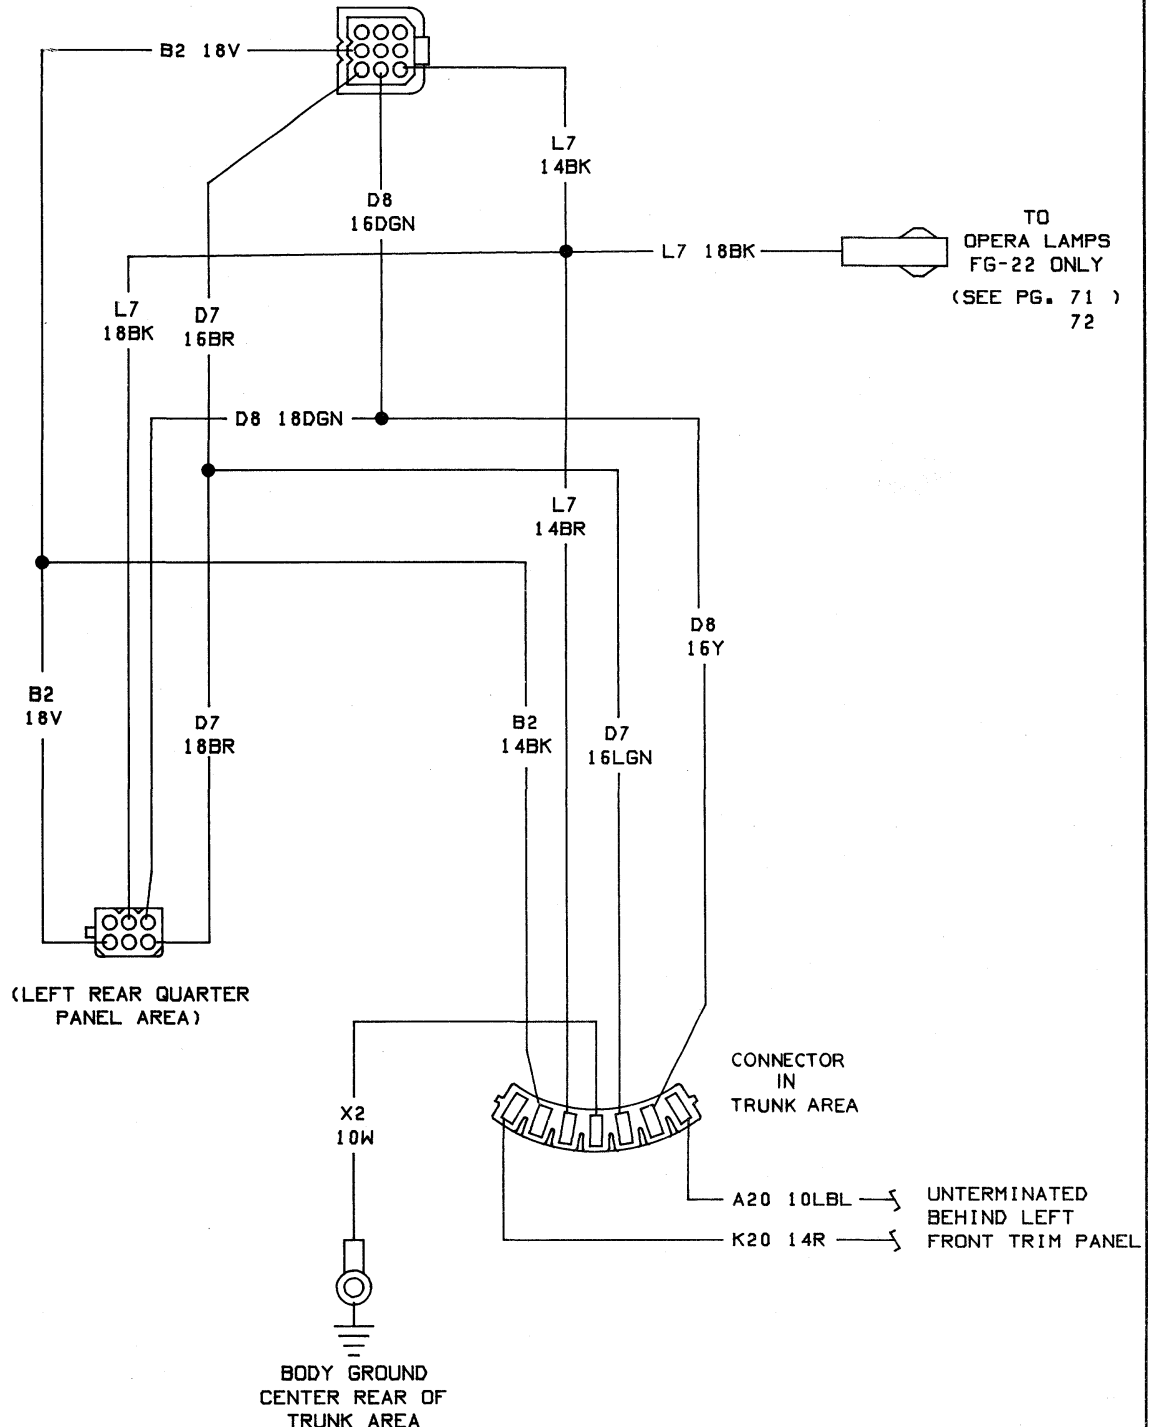 B2 18V
L7
14BK
D8
16DGN
TO
OPERA LAMPS
FG-22 ONLY
(SEE PG. 71 )
72
L7 18BK
L7
18BK
D7
16BR
D8 18DGN
L7
14BR
D8
16Y
B2
18V
D7
18BR
B2
14BK
D7
16LGN
(LEFT REAR QUARTER
PANEL AREA)
CONNECTOR
IN
TRUNK AREA
X2
10W
A20 10LBL
K20 14R
UNTERMINATED
BEHIND LEFT
FRONT TRIM PANEL
BODY GROUND
CENTER REAR OF
TRUNK AREA